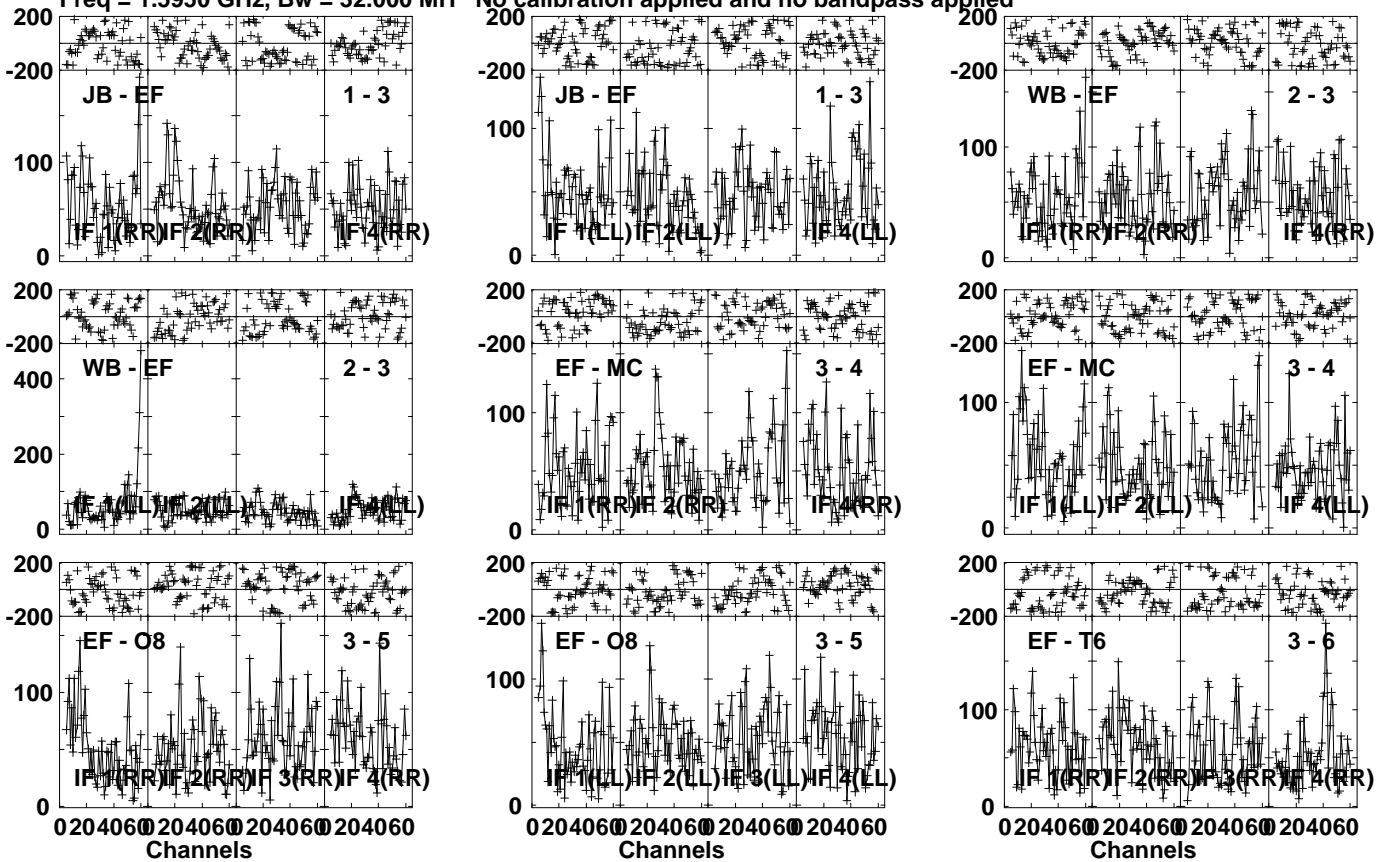 Freq = 1.5950 GHz, Bw = 32.000 MH No calibration applied and no bandpass applied
200
-200
JB - EF 1 - 3
100
0
IF 1(RR) IF 2(RR) IF 4(RR)
JB - EF 1 - 3
100
0
IF 1(LL) IF 2(LL) IF 4(LL)
200
-200
WB - EF 2 - 3
100
0
IF 1(RR) IF 2(RR) IF 4(RR)
200
-200
WB - EF 2 - 3
400
200
0
IF 1(LL) IF 2(LL) IF 4(LL)
200
-200
EF - MC 3 - 4
100
0
IF 1(RR) IF 2(RR) IF 4(RR)
200
-200
EF - MC 3 - 4
100
0
IF 1(LL) IF 2(LL) IF 4(LL)
200
-200
EF - O8 3 - 5
100
0
IF 1(RR) IF 2(RR) IF 3(RR) IF 4(RR)
0 20 40 60 0 20 40 60 0 20 40 60 0 20 40 60
Channels
200
-200
EF - O8 3 - 5
100
0
IF 1(LL) IF 2(LL) IF 3(LL) IF 4(LL)
0 20 40 60 0 20 40 60 0 20 40 60 0 20 40 60
Channels
200
-200
EF - T6 3 - 6
100
0
IF 1(RR) IF 2(RR) IF 3(RR) IF 4(RR)
0 20 40 60 0 20 40 60 0 20 40 60 0 20 40 60
Channels